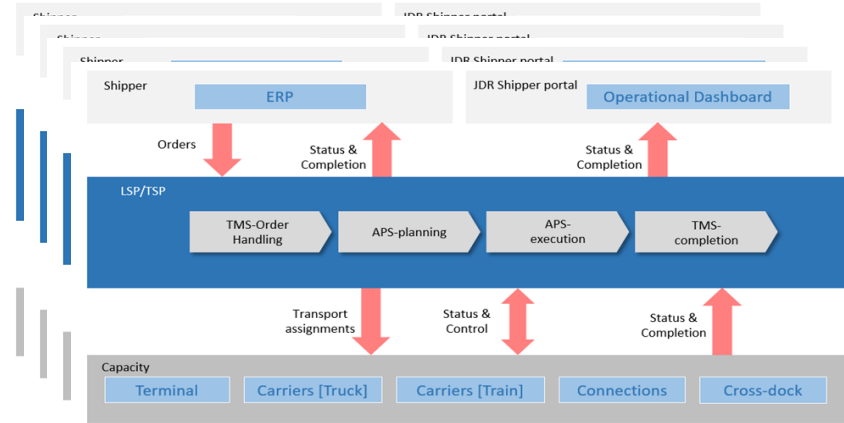 Shipper
JDR Shipper portal
Shipper
JDR Shipper portal
Shipper
JDR Shipper portal
Shipper
ERP
JDR Shipper portal
Operational Dashboard
Orders
Status &
Completion
Status &
Completion
LSP/TSP
TMS-Order
Handling
APS-planning
APS-
execution
TMS-
completion
Transport
assignments
Status &
Control
Status &
Completion
Capacity
Terminal
Carriers [Truck]
Carriers [Train]
Connections
Cross-dock